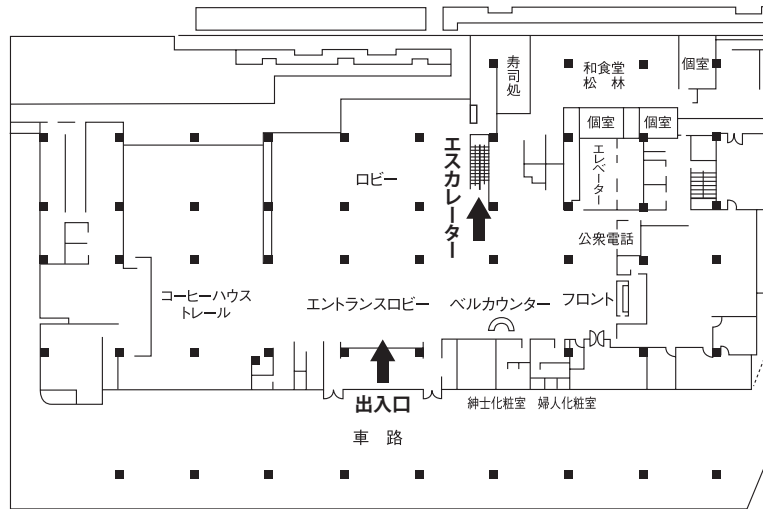 寿司処
和食堂
松林
個室
個室
個室
エスカレーター
エレベーター
ロビー
公衆電話
コーヒーハウス
トレール
エントランスロビー
ベルカウンター
フロント
出入口
紳士化粧室
婦人化粧室
車 路